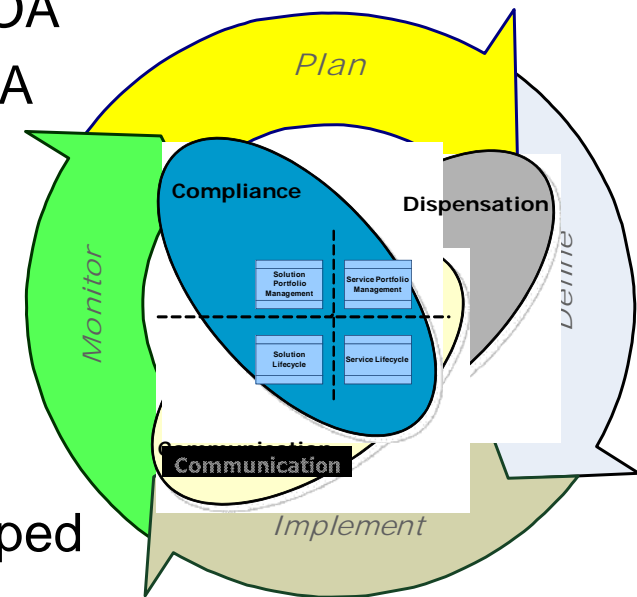 OA
A
Plan
Compliance
Dispensation
Define
Monitor
Solution
Portfolio
Management
Service Portfolio
Management
Solution
Lifecycle
Service Lifecycle
Communication
Communication
Implement
ped